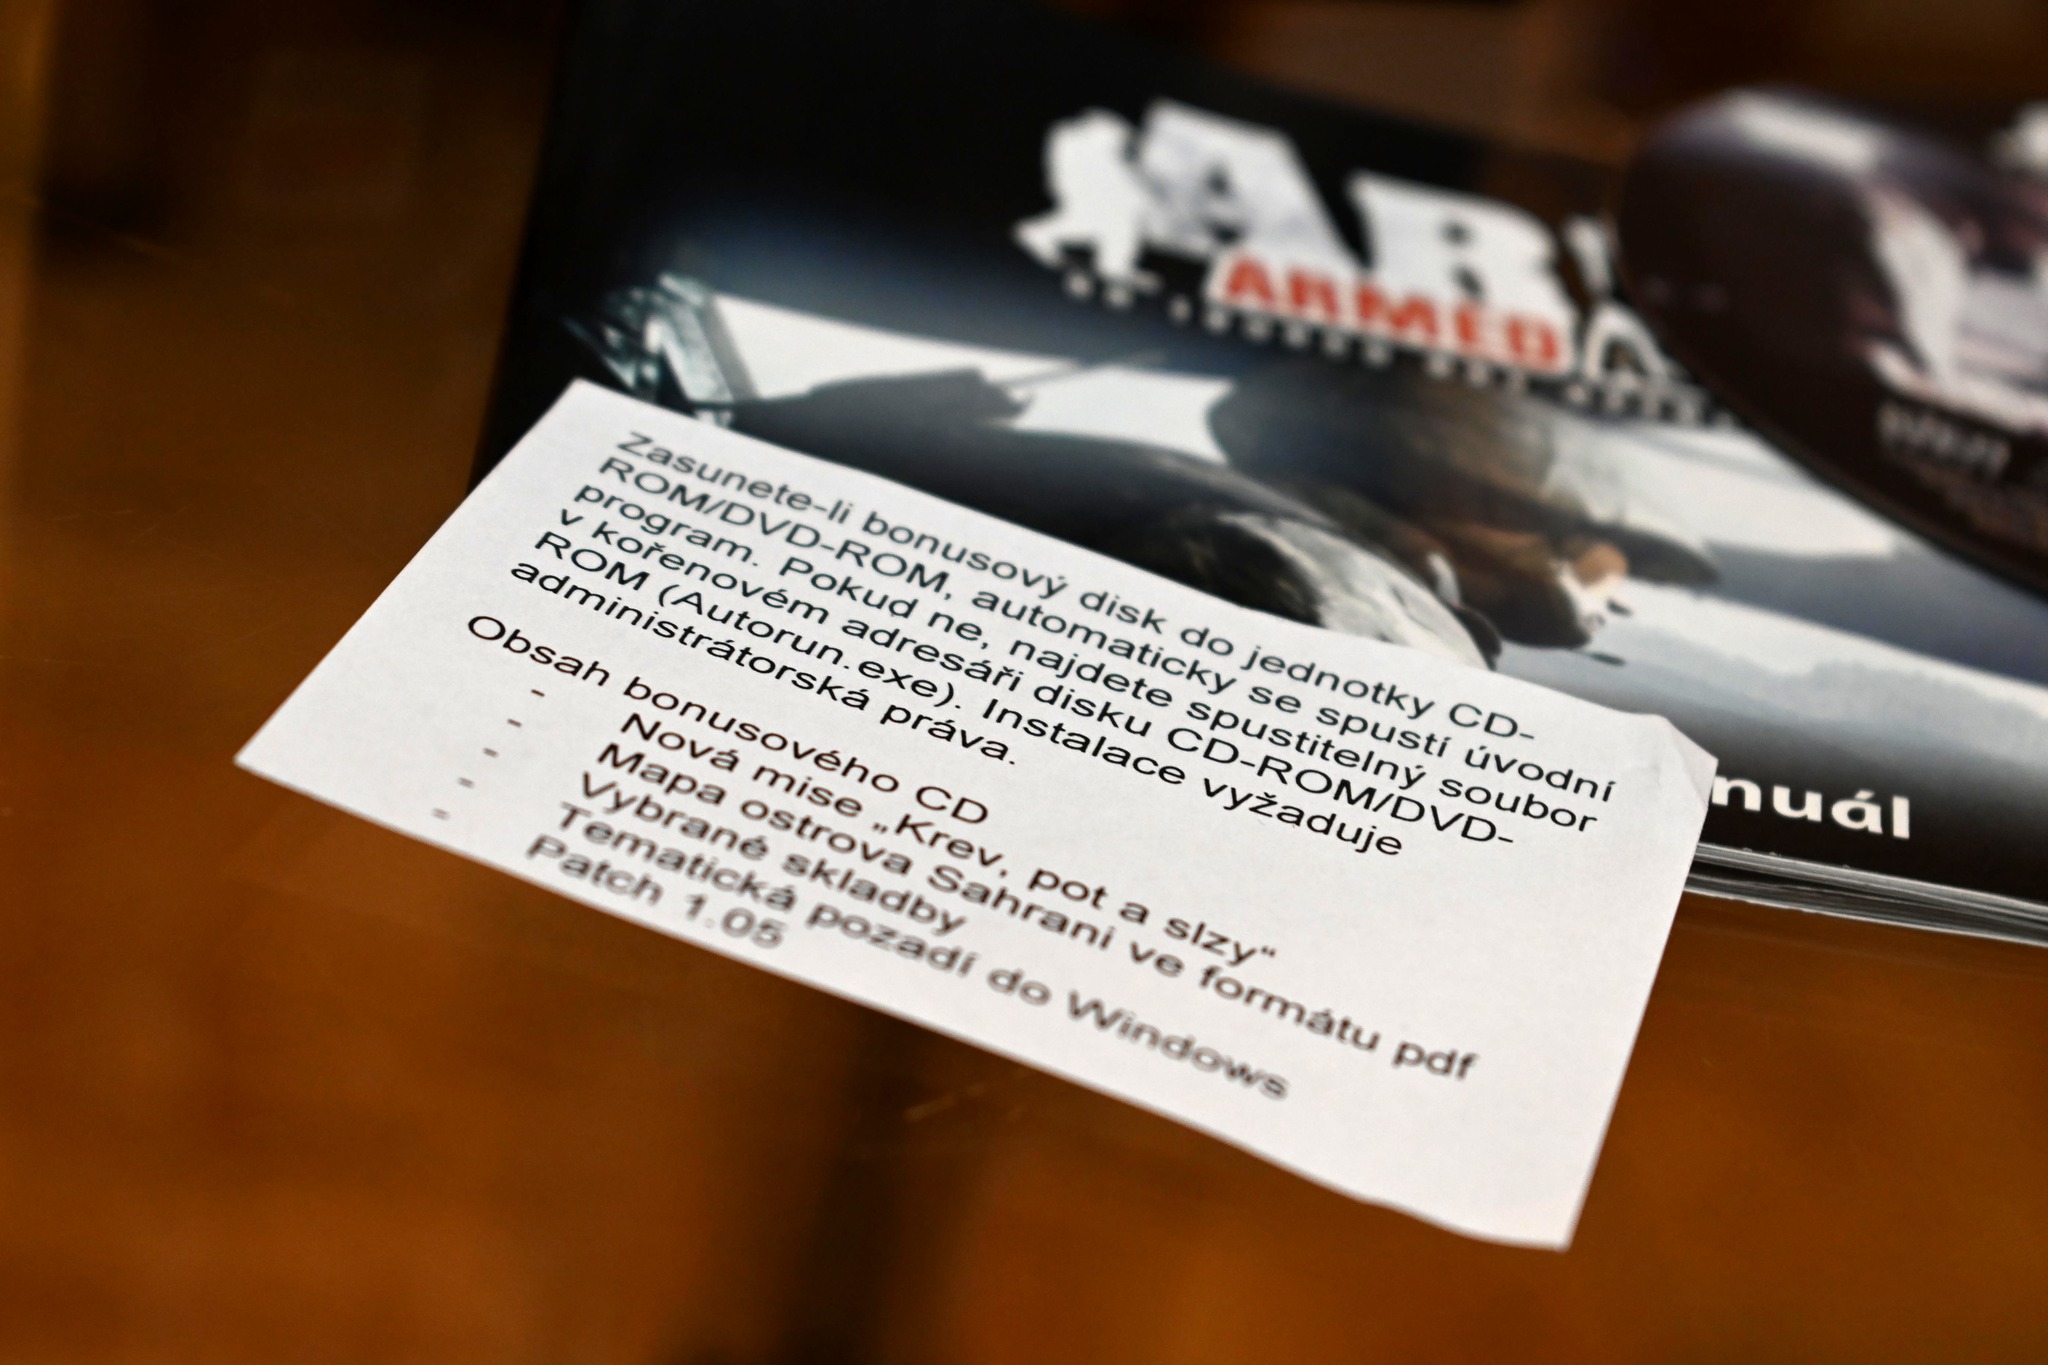 AR
ARMED A
nuál
Zasunete-li bonusový disk do jednotky CD-
ROM/DVD-ROM, automaticky se spustí úvodní
program. Pokud ne, najdete spustitelný soubor
v kořenovém adresáři disku CD-ROM/DVD-
ROM (Autorun.exe). Instalace vyžaduje
administrátorská práva.
Obsah bonusového CD
- Nová mise „Krev, pot a slzy“
- Mapa ostrova Sahrani ve formátu pdf
- Vybrané skladby
- Tematická pozadí do Windows
- Patch 1.05